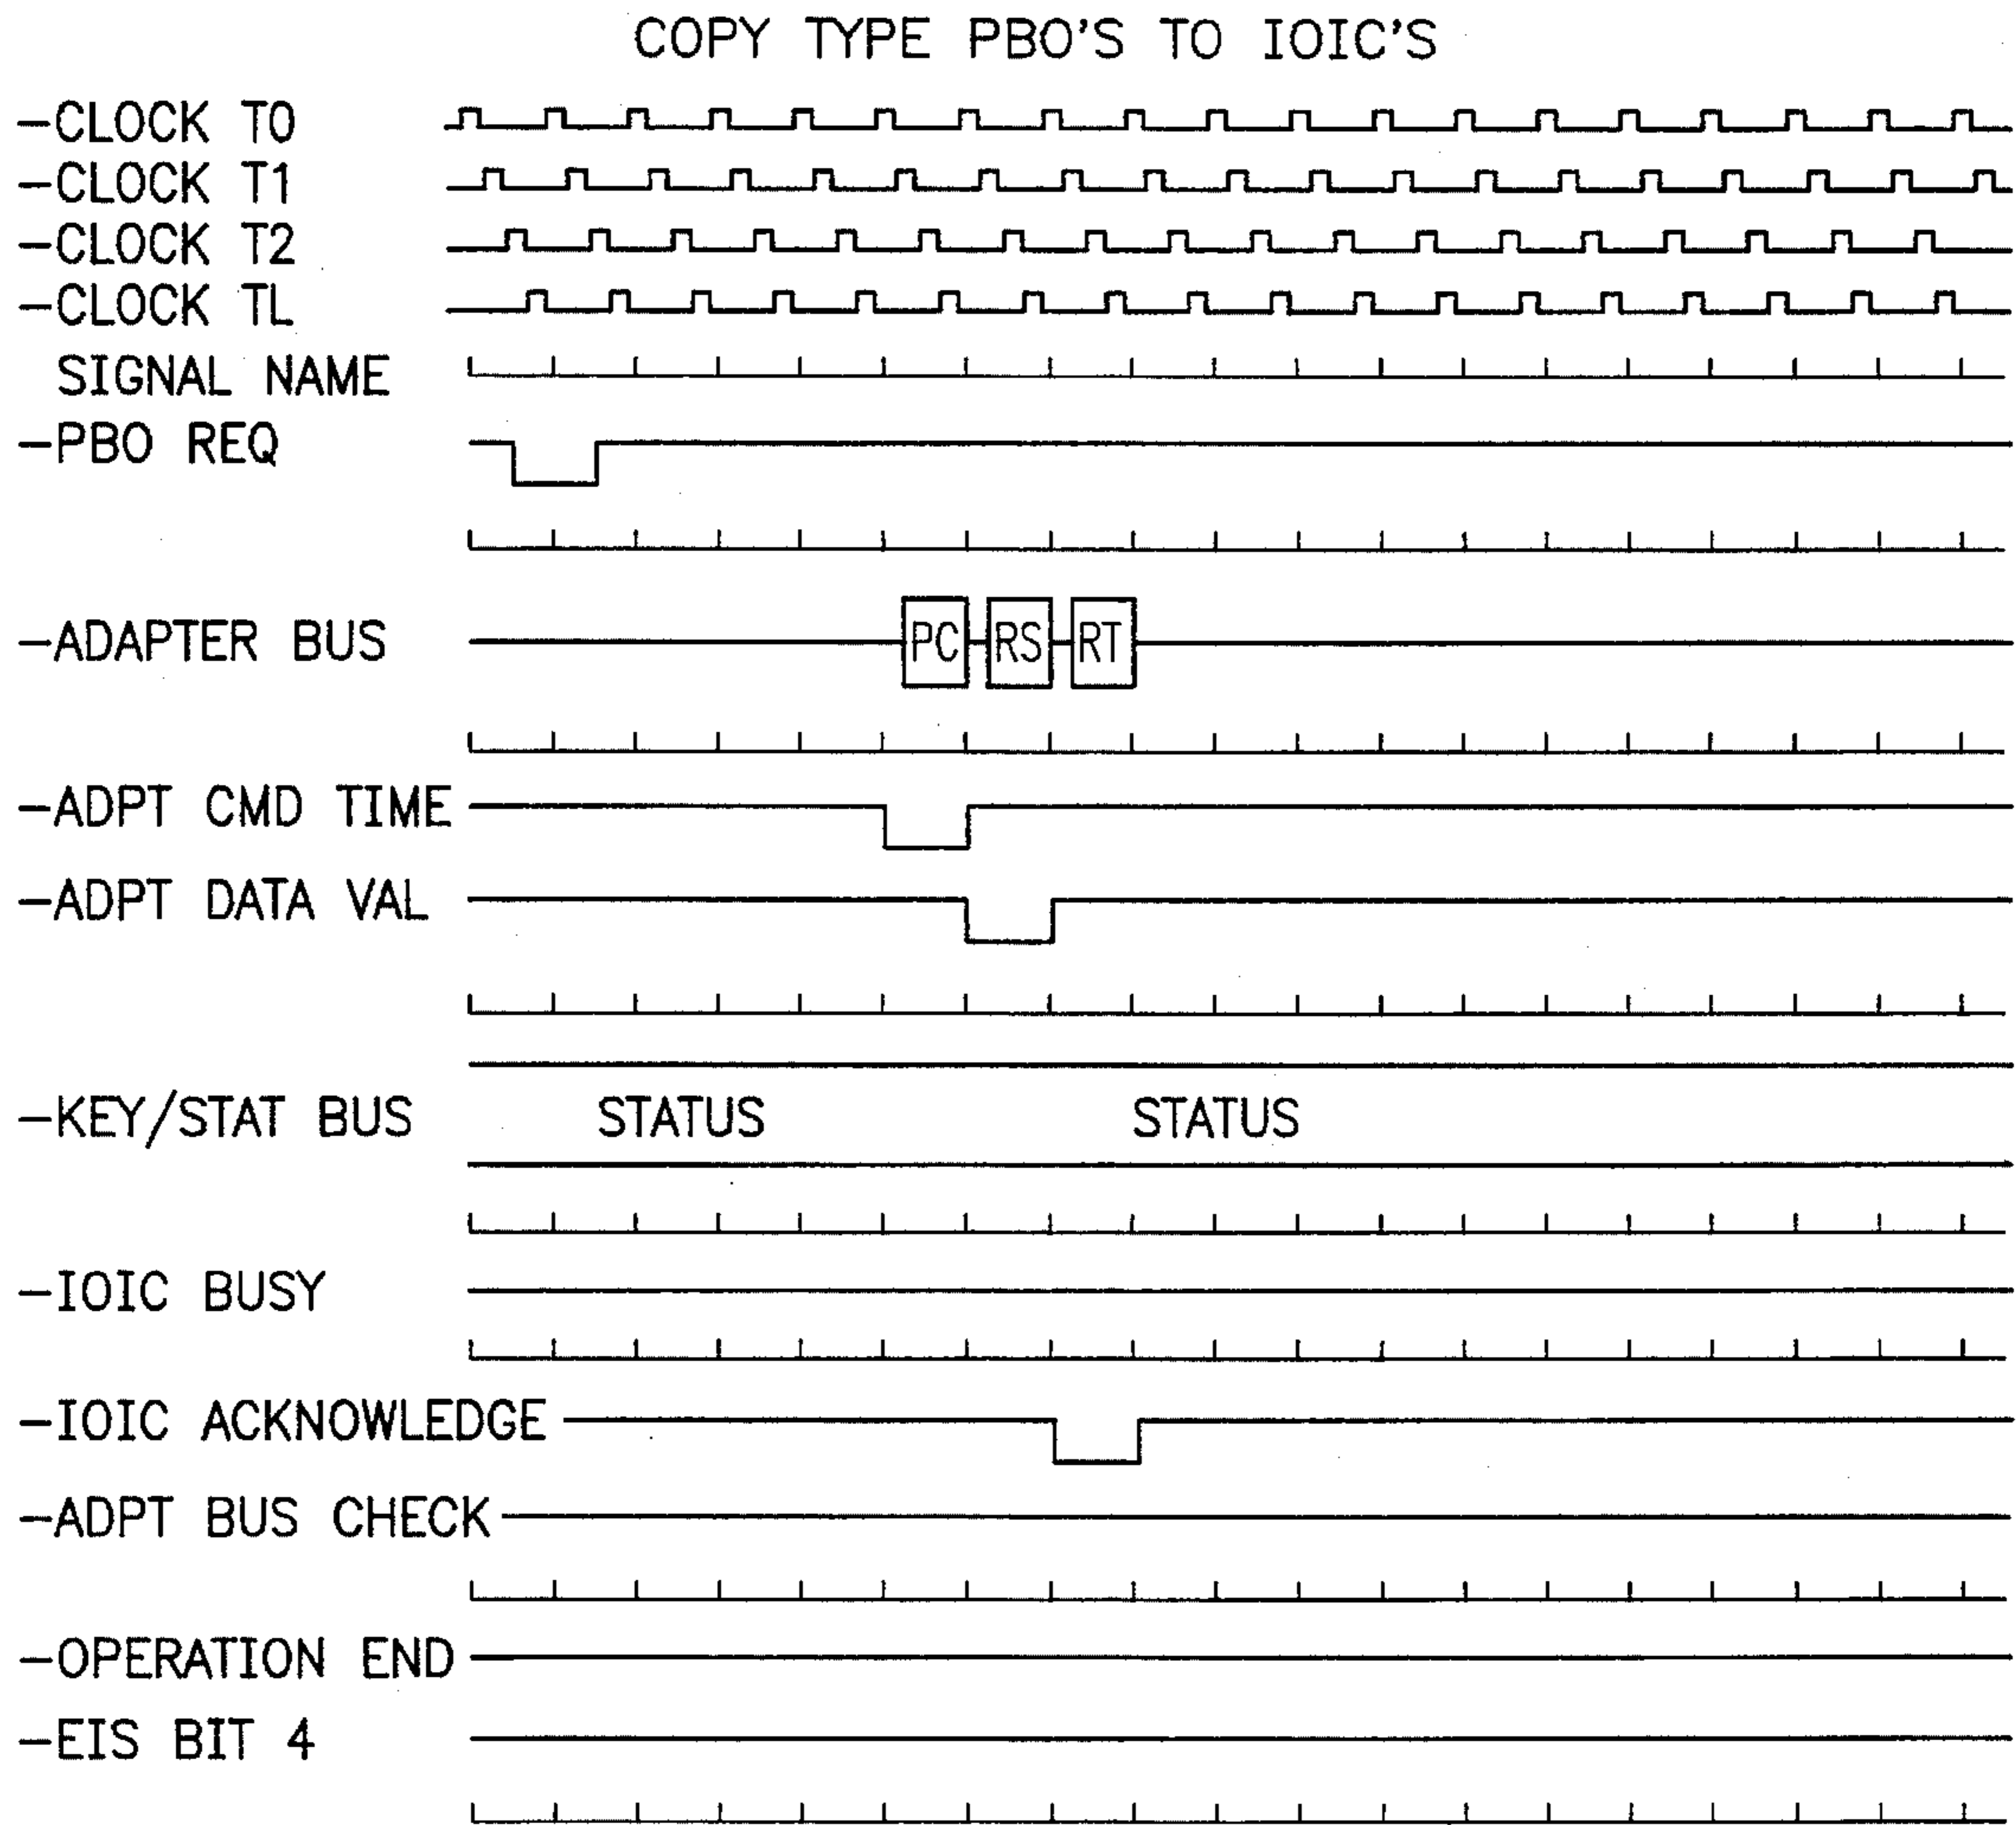 COPY TYPE PBO'S TO IOIC'S
-CLOCK T0
-CLOCK T1
-CLOCK T2
-CLOCK TL
SIGNAL NAME
-PBO REQ
-ADAPTER BUS PC RS RT
-ADPT CMD TIME
-ADPT DATA VAL
-KEY/STAT BUS STATUS STATUS
-IOIC BUSY
-IOIC ACKNOWLEDGE
-ADPT BUS CHECK
-OPERATION END
-EIS BIT 4